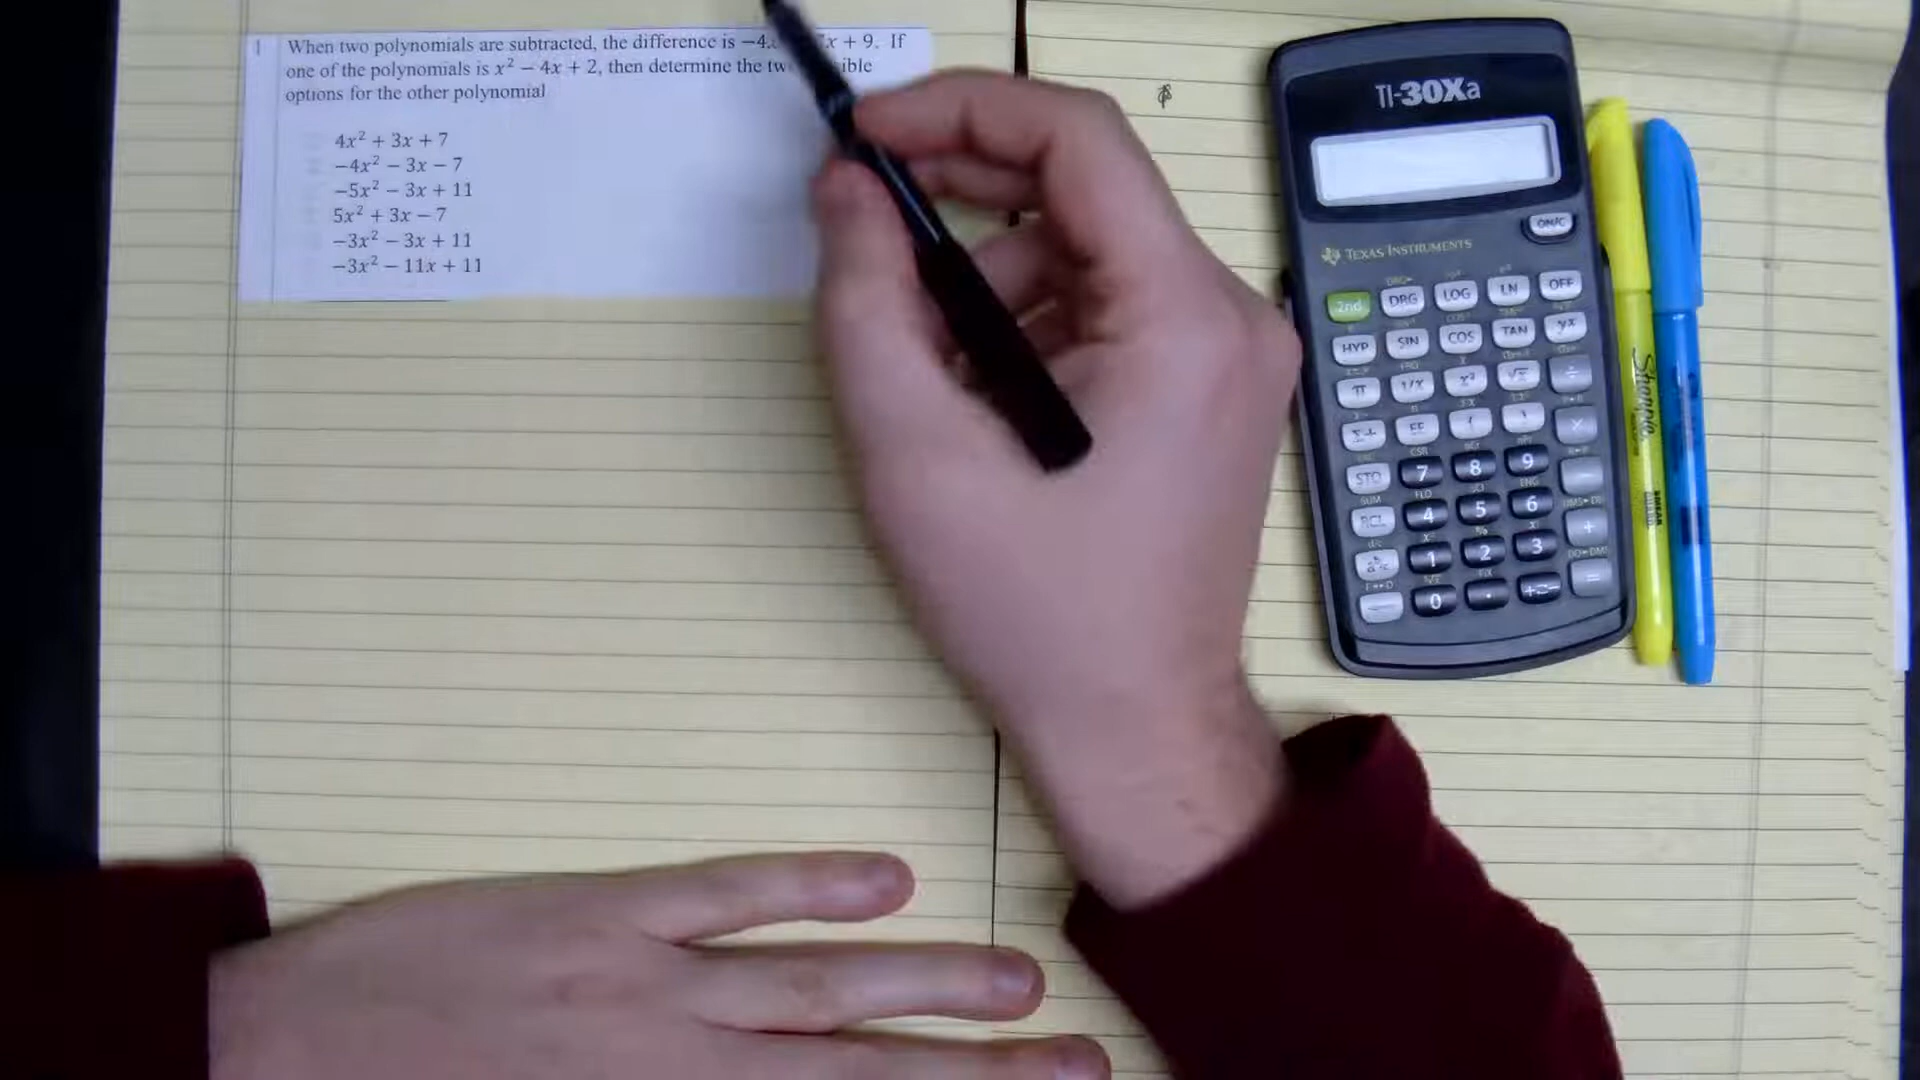 1 When two polynomials are subtracted, the difference is −4 x + 9. If
one of the polynomials is x² − 4x + 2, then determine the
options for the other polynomial
4x² + 3x + 7
−4x² − 3x − 7
−5x² − 3x + 11
5x² + 3x − 7
−3x² − 3x + 11
−3x² − 11x + 11
TI-30Xa
TEXAS INSTRUMENTS
ON/C
2nd DRG LOG LN OFF
HYP SIN COS TAN yx
π 1/x x² √x ÷
Σ+ EE ( ) ×
STO 7 8 9
RCL 4 5 6 +
1 2 3 =
0 .
Sharpie